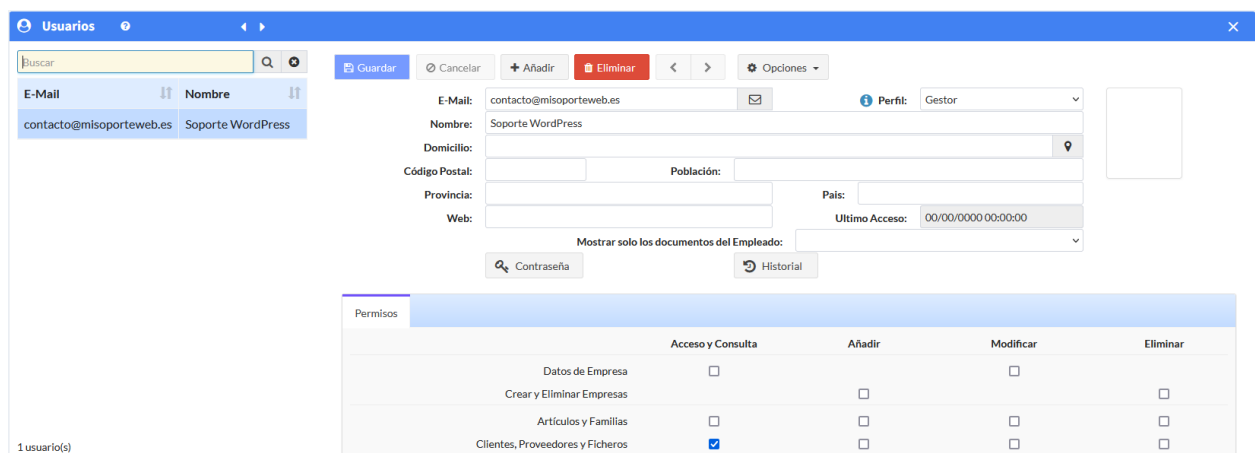 Usuarios
Buscar
E-Mail Nombre
contacto@misoporteweb.es Soporte WordPress
1 usuario(s)
Guardar Cancelar Añadir Eliminar Opciones
E-Mail: contacto@misoporteweb.es Perfil: Gestor
Nombre: Soporte WordPress
Domicilio:
Código Postal: Población:
Provincia: Pais:
Web: Ultimo Acceso: 00/00/0000 00:00:00
Mostrar solo los documentos del Empleado:
Contraseña Historial
Permisos
Acceso y Consulta Añadir Modificar Eliminar
Datos de Empresa
Crear y Eliminar Empresas
Artículos y Familias
Clientes, Proveedores y Ficheros